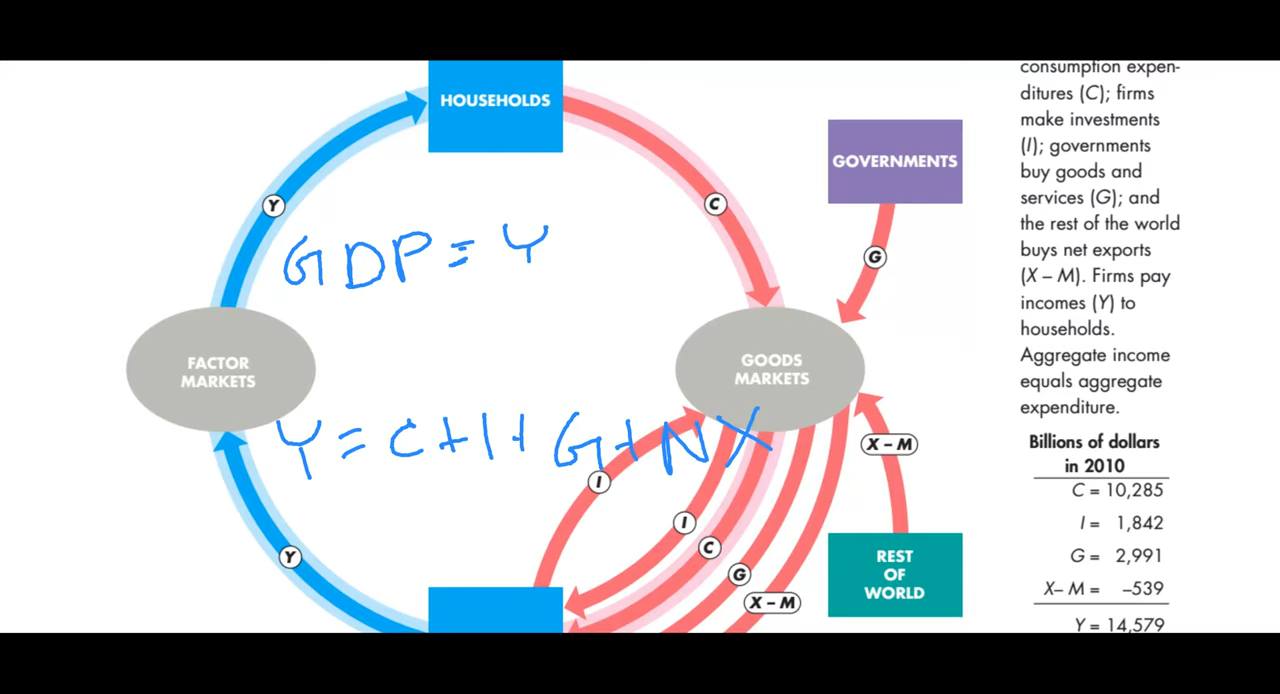 HOUSEHOLDS
GOVERNMENTS
Y
C
G
GDP = Y
FACTOR
MARKETS
GOODS
MARKETS
Y = C + I + G + NX
X – M
I
I
C
G
X – M
Y
REST
OF
WORLD
consumption expen-
ditures (C); firms
make investments
(I); governments
buy goods and
services (G); and
the rest of the world
buys net exports
(X – M). Firms pay
incomes (Y) to
households.
Aggregate income
equals aggregate
expenditure.
Billions of dollars
in 2010
C = 10,285
I = 1,842
G = 2,991
X– M = –539
Y = 14,579